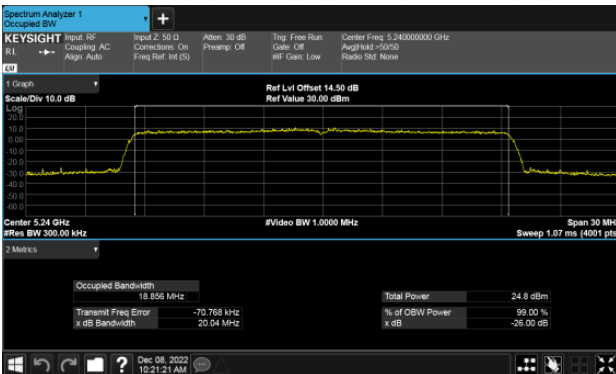 Spectrum Analyzer 1
Occupied BW
KEYSIGHT Input: RF Input Z: 50 Ω Atten: 30 dB Trig: Free Run Center Freq: 5.240000000 GHz
RL Coupling: AC Corrections: On Preamp: Off Gate: Off Avg|Hold:>50/50
Align: Auto Freq Ref: Int (S) #IF Gain: Low Radio Std: None
LXI
1 Graph Ref Lvl Offset 14.50 dB
Scale/Div 10.0 dB Ref Value 30.00 dBm
Log
20.0
10.0
0.00
-10.0
-20.0
-30.0
-40.0
-50.0
-60.0
Center 5.24 GHz #Video BW 1.0000 MHz Span 30 MH
#Res BW 300.00 kHz Sweep 1.07 ms (4001 pts
2 Metrics
Occupied Bandwidth
18.856 MHz Total Power 24.8 dBm
Transmit Freq Error -70.768 kHz % of OBW Power 99.00 %
x dB Bandwidth 20.04 MHz x dB -26.00 dB
? Dec 08, 2022
10:21:21 AM